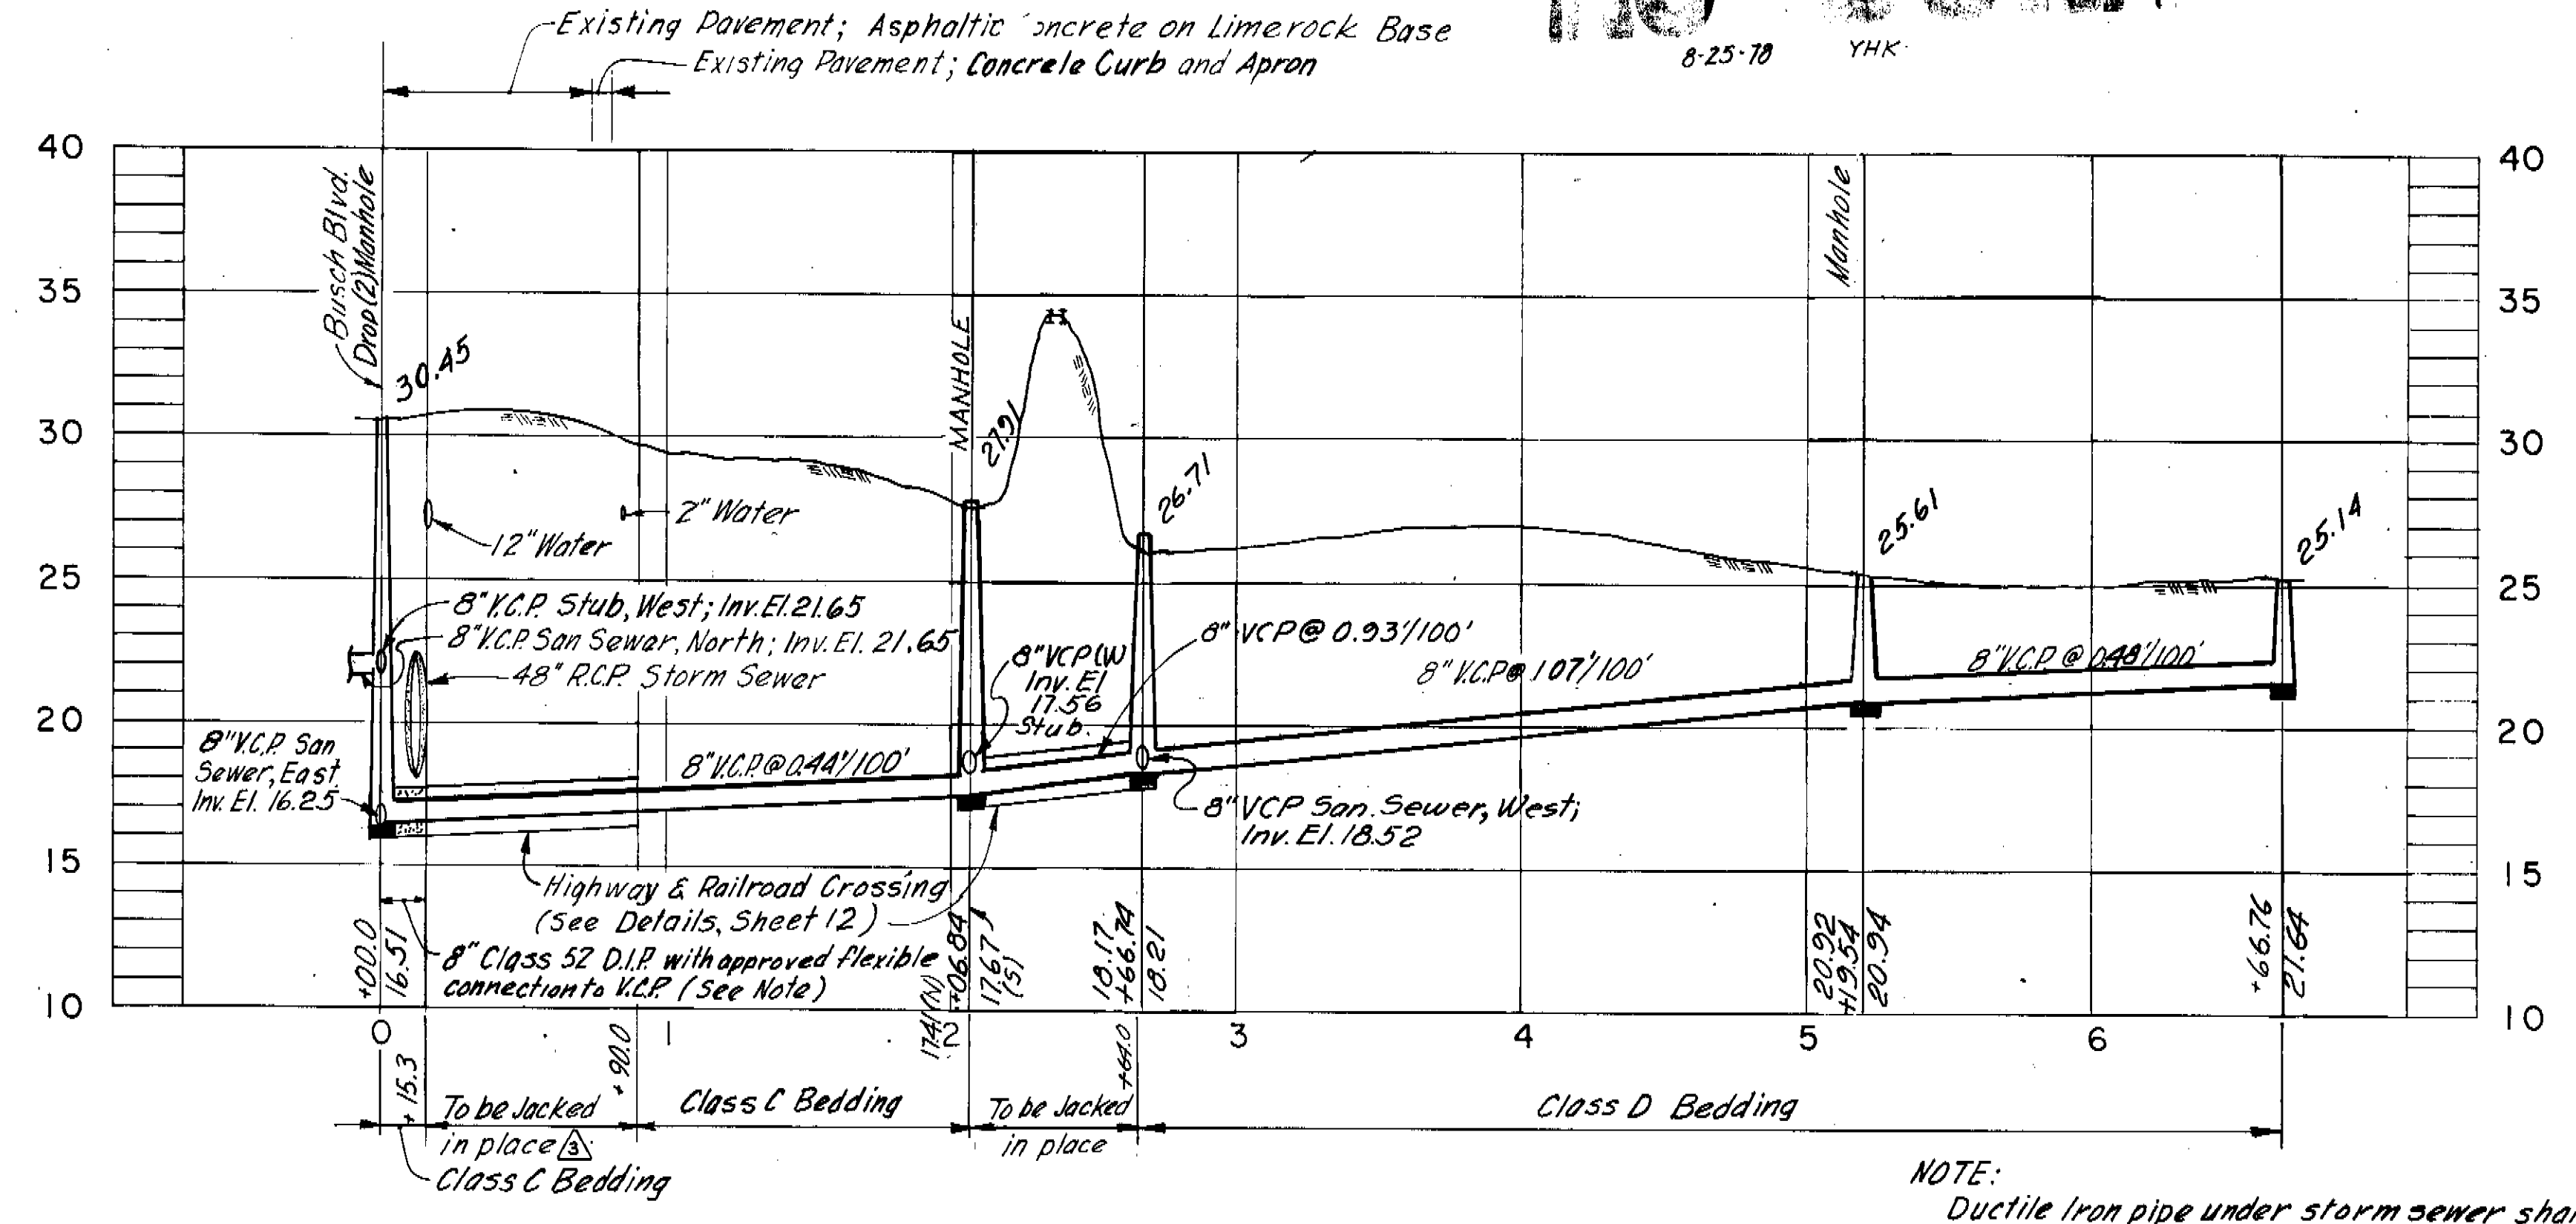 Existing Pavement; Asphaltic oncrete on Limerock Base
Existing Pavement; Concrete Curb and Apron
8-25-78 YHK
40
35
30
25
20
15
10
40
35
30
25
20
15
10
Busch Blvd.
Drop (2) Manhole
30.45
MANHOLE
27.91
26.71
Manhole
25.61
25.14
12" Water
2" Water
8" V.C.P. Stub, West; Inv. El. 21.65
8" V.C.P. San Sewer, North; Inv. El. 21.65
48" R.C.P. Storm Sewer
8" V.C.P. San
Sewer, East
Inv. El. 16.25
8" V.C.P. @ 0.44'/100'
8" VCP (W
Inv. El
17.56
Stub.
8" VCP @ 0.93'/100'
8" V.C.P @ 1.07'/100'
8" V.C.P. @ 0.48'/100'
8" VCP San. Sewer, West;
Inv. El. 18.52
Highway & Railroad Crossing
(See Details, Sheet 12)
8" Class 52 D.I.P. with approved flexible
connection to V.C.P. (See Note)
+00.0
16.51
17.41 (N)
+06.84
17.67
(S)
18.17
+66.74
18.21
20.92
+19.54
20.94
+66.76
21.64
0 1 2 3 4 5 6
+15.3
+90.0
+64.0
To be Jacked
in place 3
Class C Bedding
Class C Bedding
To be Jacked
in place
Class D Bedding
NOTE:
Ductile Iron pipe under storm sewer sha